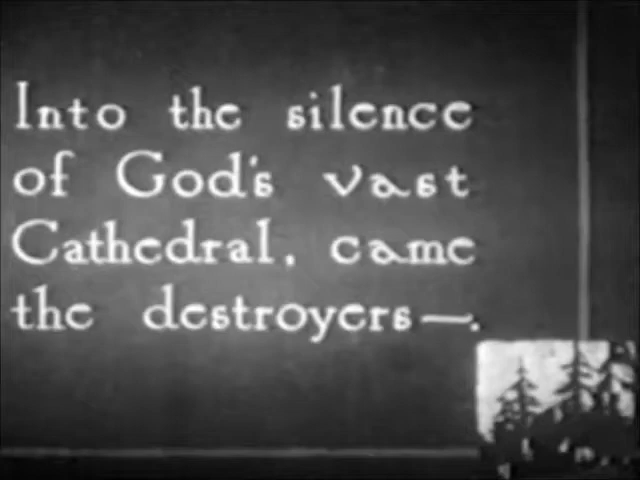 Into the silence
of God's vast
Cathedral, came
the destroyers—.